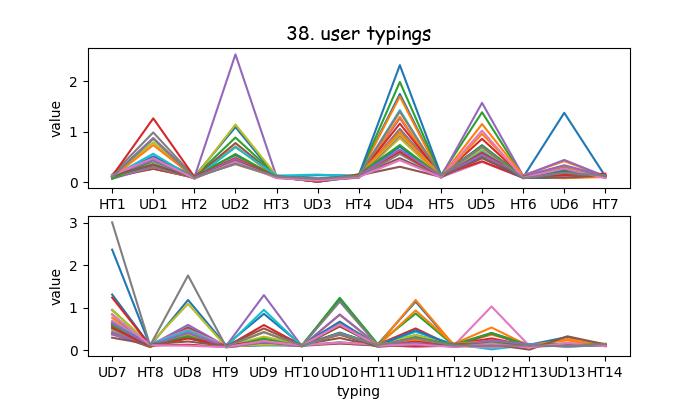 38. user typings
value
2
1
0
HT1 UD1 HT2 UD2 HT3 UD3 HT4 UD4 HT5 UD5 HT6 UD6 HT7
value
3
2
1
0
UD7 HT8 UD8 HT9 UD9 HT10 UD10 HT11 UD11 HT12 UD12 HT13 UD13 HT14
typing